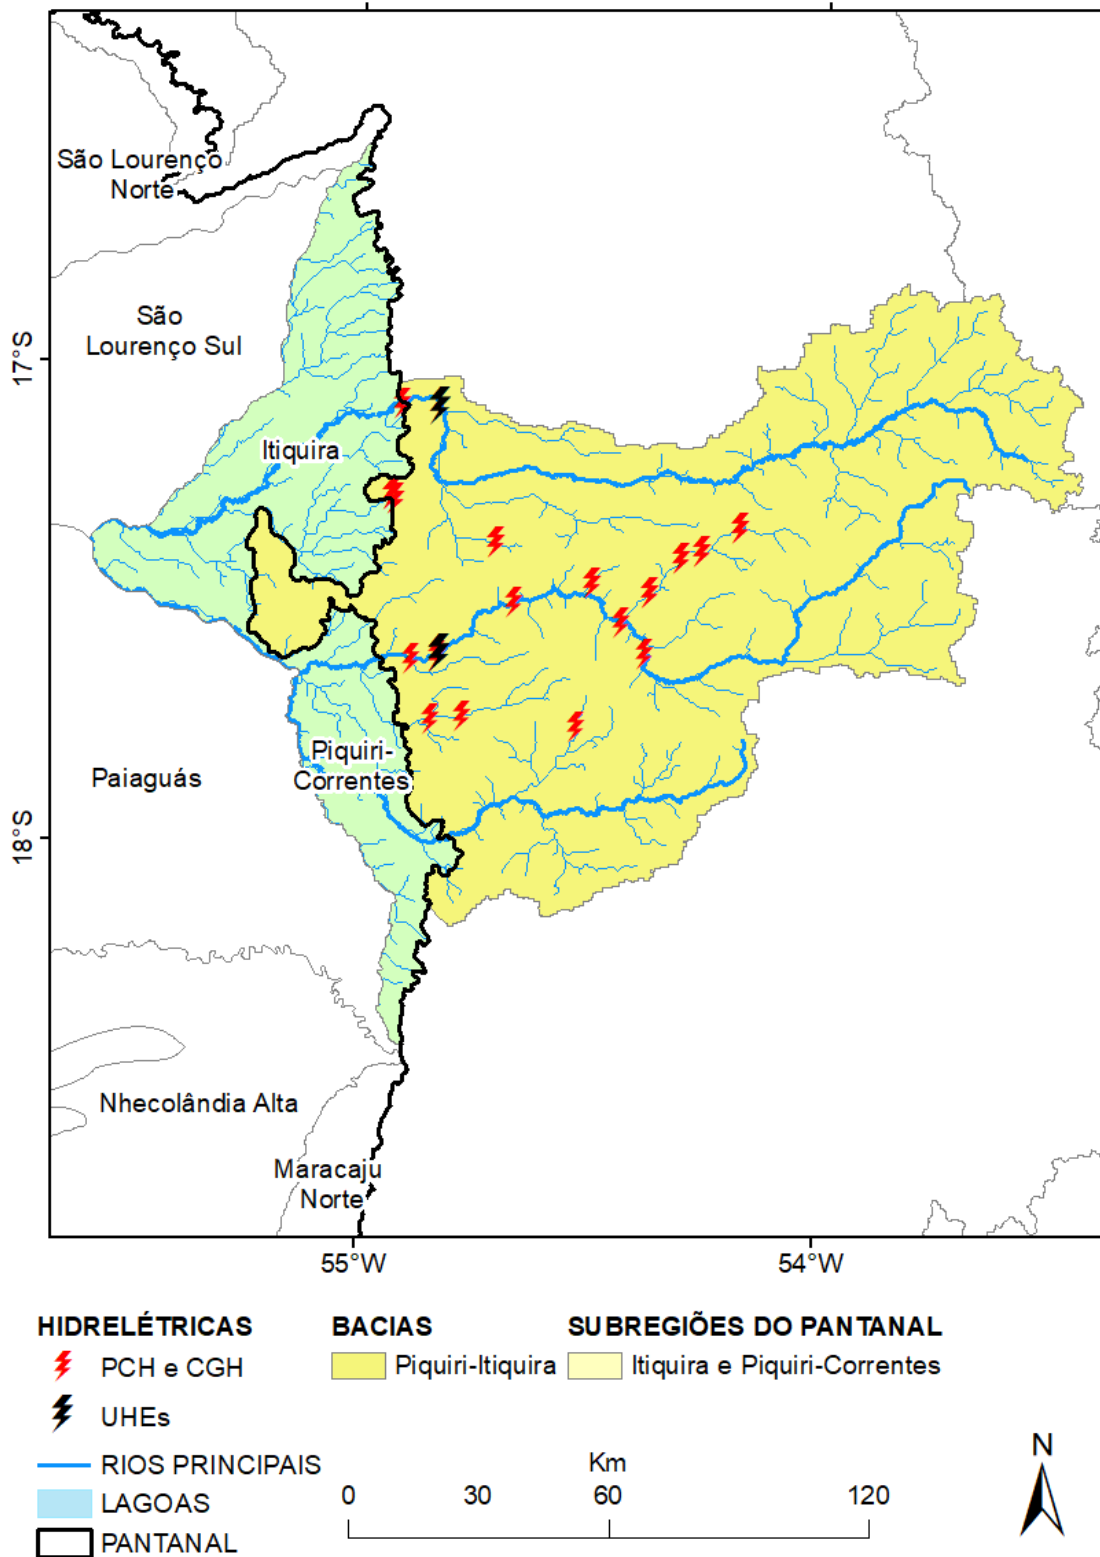 São Lourenço
Norte
São
Lourenço Sul
17°S
Itiquira
Piquiri-
Correntes
Paiaguás
18°S
Nhecolândia Alta
Maracaju
Norte
55°W
54°W
HIDRELÉTRICAS
PCH e CGH
UHEs
RIOS PRINCIPAIS
LAGOAS
PANTANAL
BACIAS
Piquiri-Itiquira
SUBREGIÕES DO PANTANAL
Itiquira e Piquiri-Correntes
Km
0 30 60 120
N